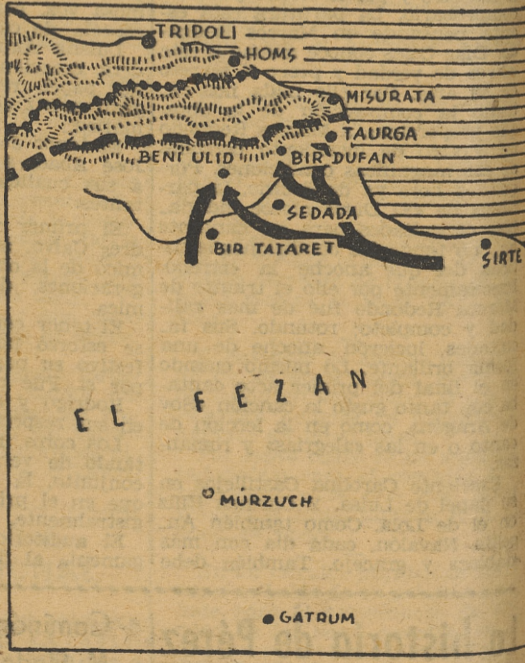 TRIPOLI
HOMS
MISURATA
TAURGA
BENI ULID
BIR DUFAN
SEDADA
BIR TATARET
SIRTE
EL FEZAN
MURZUCH
GATRUM